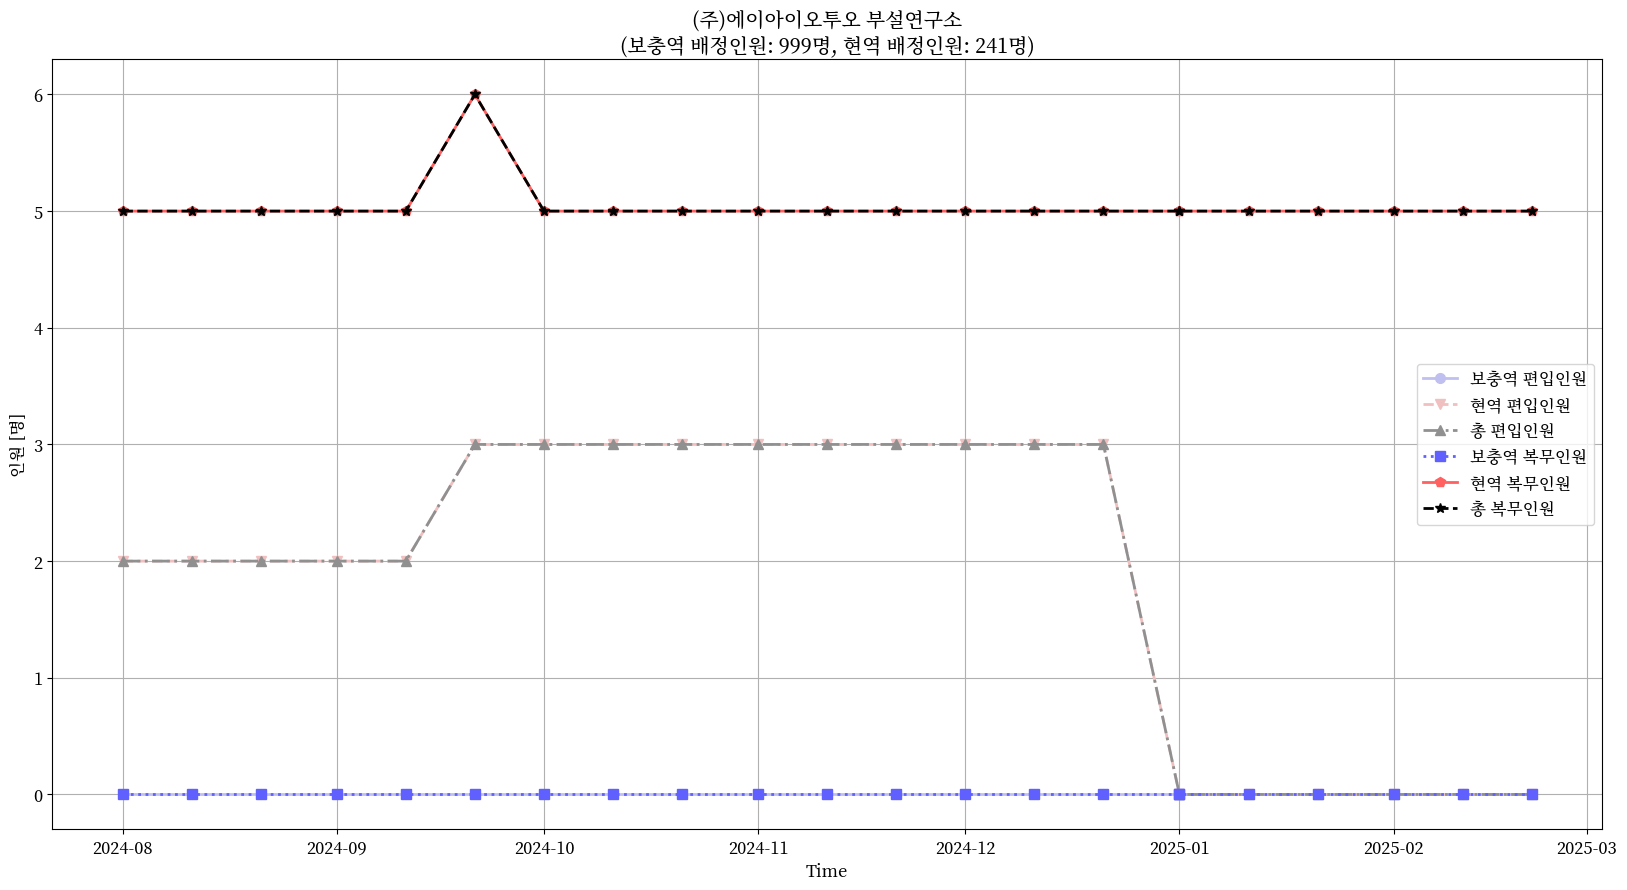 (주)에이아이오투오 부설연구소
(보충역 배정인원: 999명, 현역 배정인원: 241명)
6
5
4
3
2
1
0
인원 [명]
보충역 편입인원
현역 편입인원
총 편입인원
보충역 복무인원
현역 복무인원
총 복무인원
2024-08 2024-09 2024-10 2024-11 2024-12 2025-01 2025-02 2025-03
Time